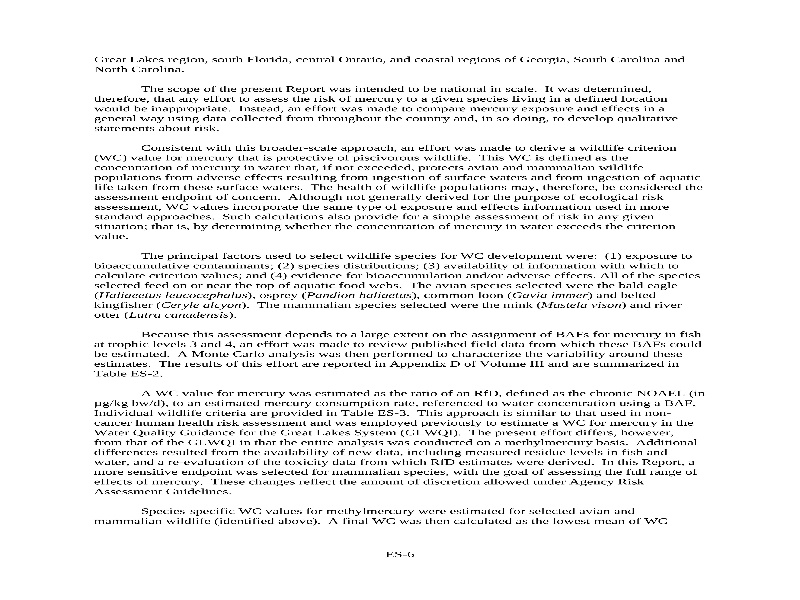 Great Lakes region, south Florida, central Ontario, and coastal regions of Georgia, South Carolina and
North Carolina.
The scope of the present Report was intended to be national in scale. It was determined,
therefore, that any effort to assess the risk of mercury to a given species living in a defined location
would be inappropriate. Instead, an effort was made to compare mercury exposure and effects in a
general way using data collected from throughout the country and, in so doing, to develop qualitative
statements about risk.
Consistent with this broader-scale approach, an effort was made to derive a wildlife criterion
(WC) value for mercury that is protective of piscivorous wildlife. This WC is defined as the
concentration of mercury in water that, if not exceeded, protects avian and mammalian wildlife
populations from adverse effects resulting from ingestion of surface waters and from ingestion of aquatic
life taken from these surface waters. The health of wildlife populations may, therefore, be considered the
assessment endpoint of concern. Although not generally derived for the purpose of ecological risk
assessment, WC values incorporate the same type of exposure and effects information used in more
standard approaches. Such calculations also provide for a simple assessment of risk in any given
situation; that is, by determining whether the concentration of mercury in water exceeds the criterion
value.
The principal factors used to select wildlife species for WC development were: (1) exposure to
bioaccumulative contaminants; (2) species distributions; (3) availability of information with which to
calculate criterion values; and (4) evidence for bioaccumulation and/or adverse effects. All of the species
selected feed on or near the top of aquatic food webs. The avian species selected were the bald eagle
(Haliaeetus leucocephalus), osprey (Pandion haliaetus), common loon (Gavia immer) and belted
kingfisher (Ceryle alcyon). The mammalian species selected were the mink (Mustela vison) and river
otter (Lutra canadensis).
Because this assessment depends to a large extent on the assignment of BAFs for mercury in fish
at trophic levels 3 and 4, an effort was made to review published field data from which these BAFs could
be estimated. A Monte Carlo analysis was then performed to characterize the variability around these
estimates. The results of this effort are reported in Appendix D of Volume III and are summarized in
Table ES-2.
A WC value for mercury was estimated as the ratio of an RfD, defined as the chronic NOAEL (in
µg/kg bw/d), to an estimated mercury consumption rate, referenced to water concentration using a BAF.
Individual wildlife criteria are provided in Table ES-3. This approach is similar to that used in non-
cancer human health risk assessment and was employed previously to estimate a WC for mercury in the
Water Quality Guidance for the Great Lakes System (GLWQI). The present effort differs, however,
from that of the GLWQI in that the entire analysis was conducted on a methylmercury basis. Additional
differences resulted from the availability of new data, including measured residue levels in fish and
water, and a re-evaluation of the toxicity data from which RfD estimates were derived. In this Report, a
more sensitive endpoint was selected for mammalian species, with the goal of assessing the full range of
effects of mercury. These changes reflect the amount of discretion allowed under Agency Risk
Assessment Guidelines.
Species-specific WC values for methylmercury were estimated for selected avian and
mammalian wildlife (identified above). A final WC was then calculated as the lowest mean of WC
ES-6